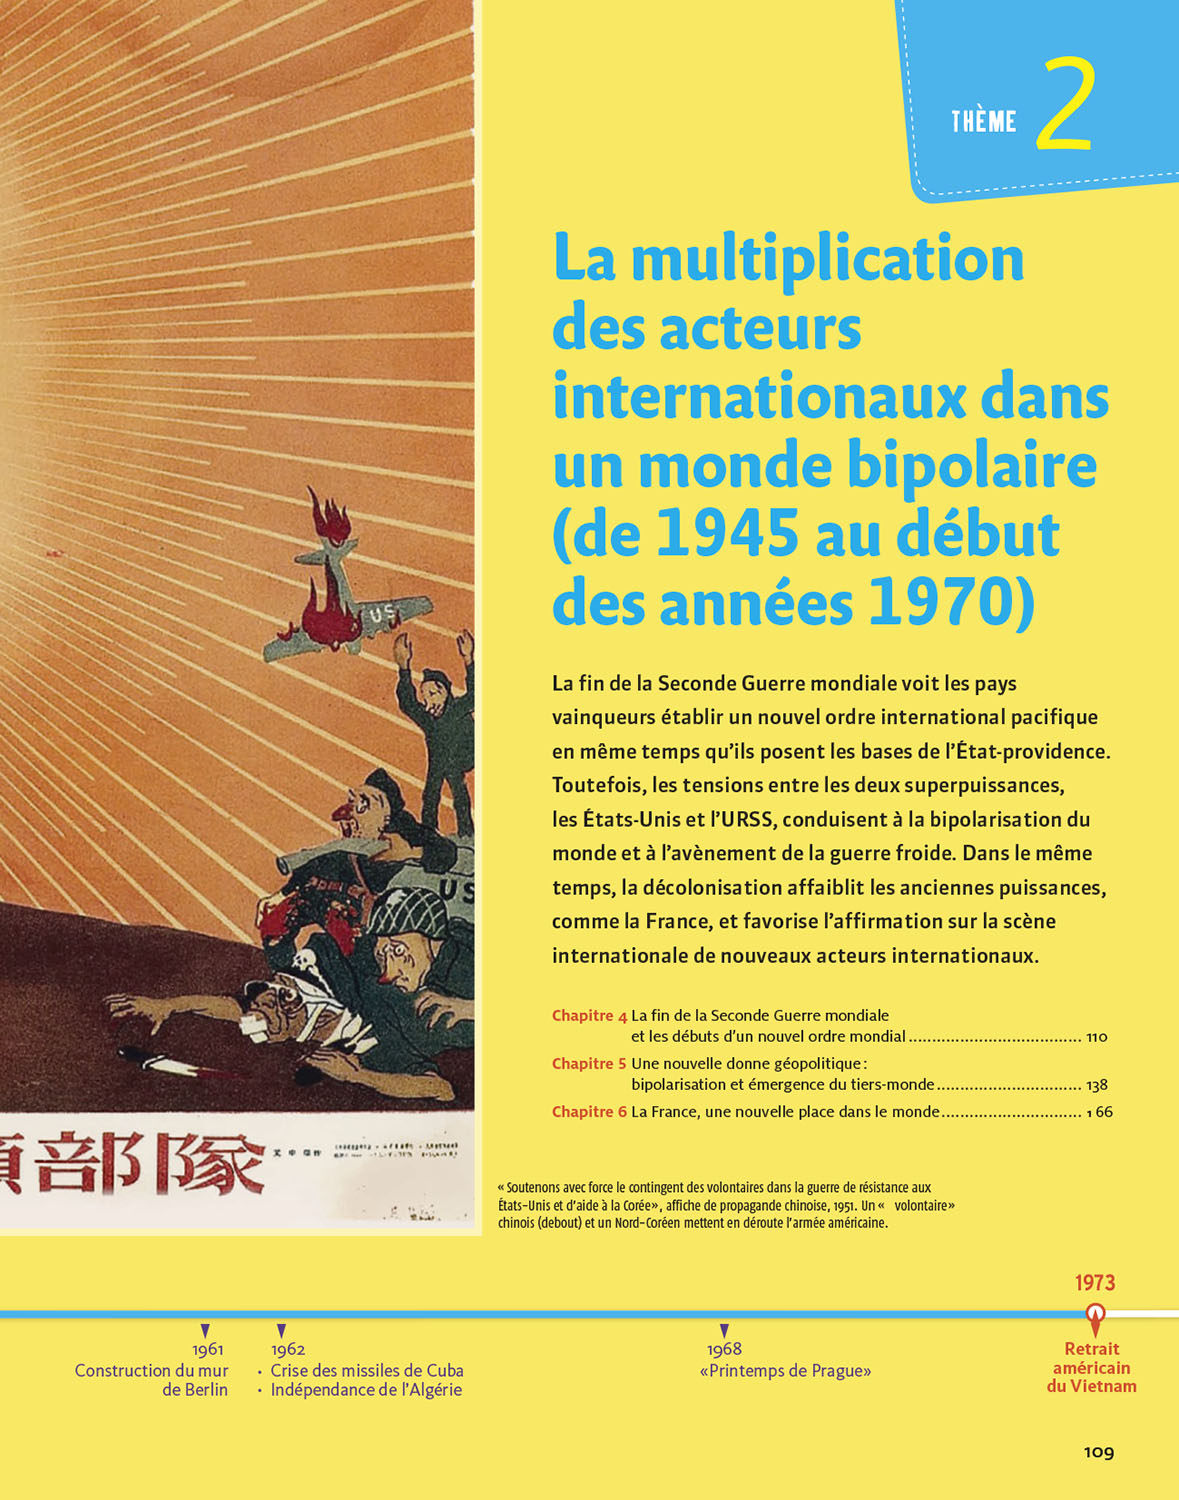 THÈME 2
La multiplication
des acteurs
internationaux dans
un monde bipolaire
(de 1945 au début
des années 1970)
La fin de la Seconde Guerre mondiale voit les pays
vainqueurs établir un nouvel ordre international pacifique
en même temps qu’ils posent les bases de l’État-providence.
Toutefois, les tensions entre les deux superpuissances,
les États-Unis et l’URSS, conduisent à la bipolarisation du
monde et à l’avènement de la guerre froide. Dans le même
temps, la décolonisation affaiblit les anciennes puissances,
comme la France, et favorise l’affirmation sur la scène
internationale de nouveaux acteurs internationaux.
Chapitre 4 La fin de la Seconde Guerre mondiale
et les débuts d’un nouvel ordre mondial ..................................... 110
Chapitre 5 Une nouvelle donne géopolitique :
bipolarisation et émergence du tiers-monde ............................... 138
Chapitre 6 La France, une nouvelle place dans le monde .............................. 166
US
US
部隊
« Soutenons avec force le contingent des volontaires dans la guerre de résistance aux
États-Unis et d’aide à la Corée», affiche de propagande chinoise, 1951. Un « volontaire»
chinois (debout) et un Nord-Coréen mettent en déroute l’armée américaine.
1961
Construction du mur
de Berlin
1962
• Crise des missiles de Cuba
• Indépendance de l’Algérie
1968
«Printemps de Prague»
1973
Retrait
américain
du Vietnam
109